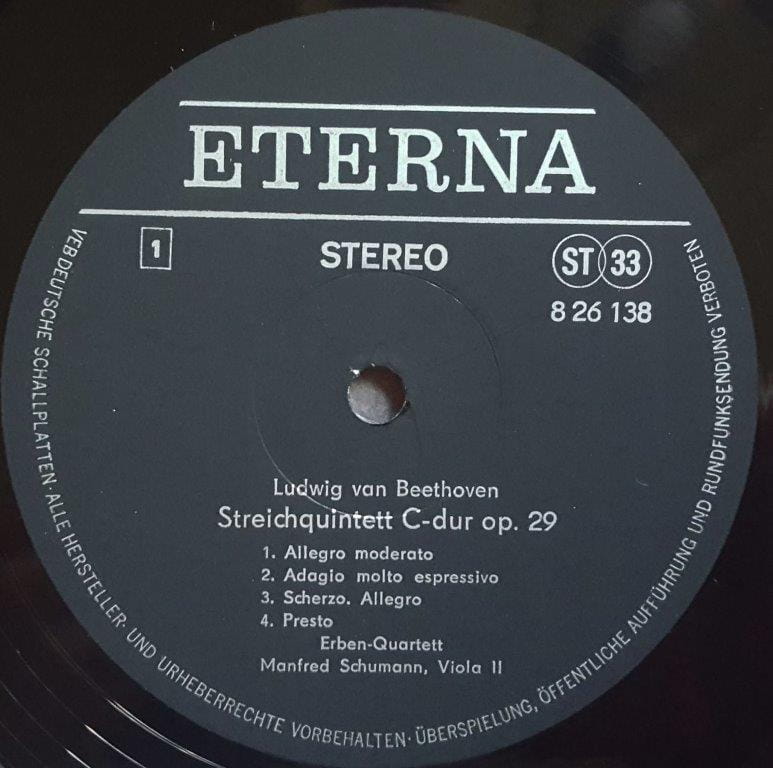 ETERNA
1
STEREO
ST 33
8 26 138
Ludwig van Beethoven
Streichquintett C-dur op. 29
1. Allegro moderato
2. Adagio molto espressivo
3. Scherzo. Allegro
4. Presto
Erben-Quartett
Manfred Schumann, Viola II
VEB DEUTSCHE SCHALLPLATTEN · ALLE HERSTELLER- UND URHEBERRECHTE VORBEHALTEN · ÜBERSPIELUNG, ÖFFENTLICHE AUFFÜHRUNG UND RUNDFUNKSENDUNG VERBOTEN